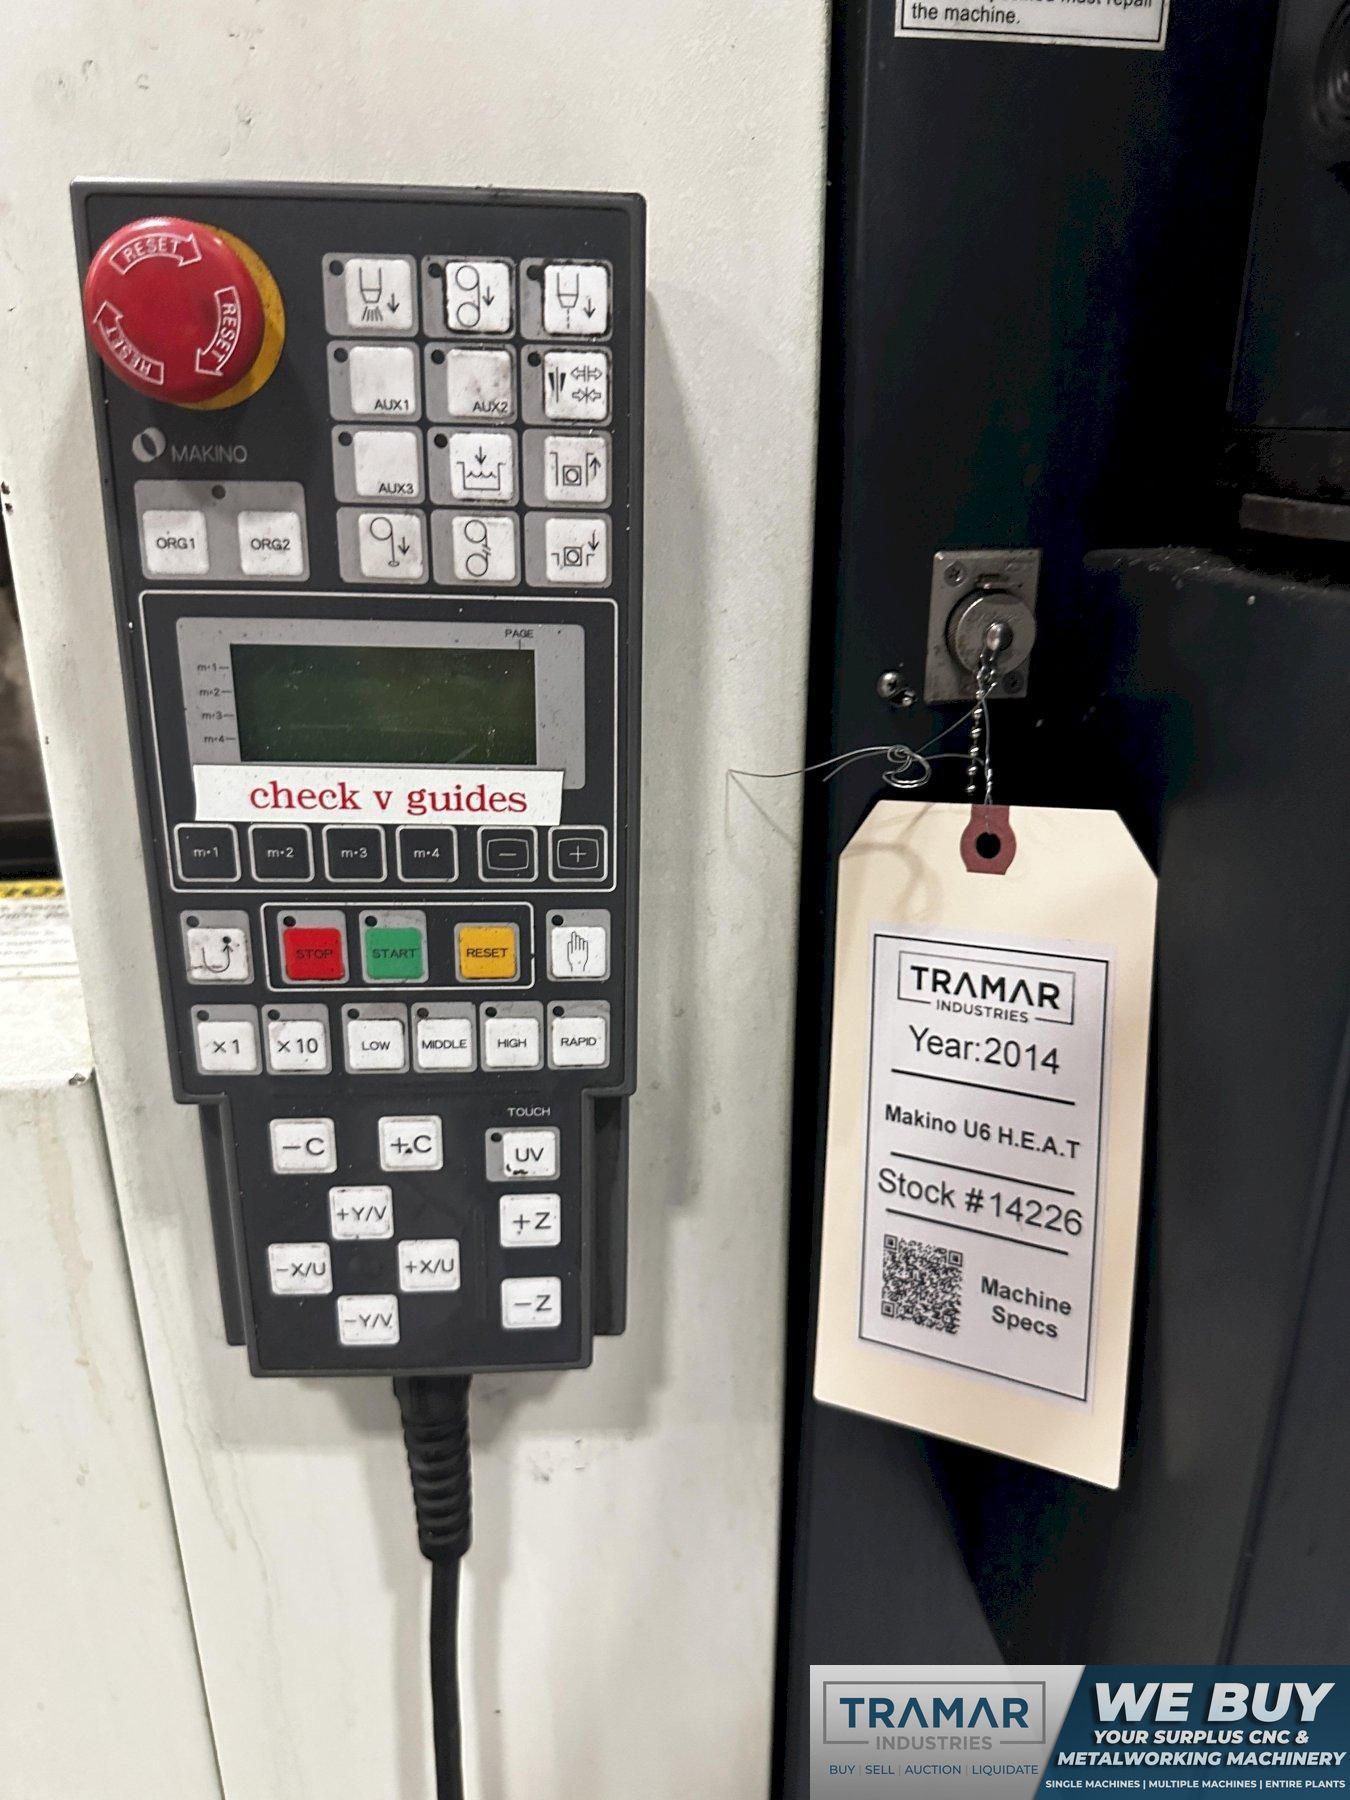 the machine.
RESET
RESET
RESET
MAKINO
AUX1
AUX2
AUX3
ORG1
ORG2
PAGE
m•1
m•2
m•3
m•4
check v guides
m•1
m•2
m•3
m•4
−
+
STOP
START
RESET
×1
×10
LOW
MIDDLE
HIGH
RAPID
TOUCH
−C
+C
UV
+Y/V
+Z
−X/U
+X/U
−Z
−Y/V
TRAMAR
INDUSTRIES
Year:2014
Makino U6 H.E.A.T
Stock #14226
Machine
Specs
TRAMAR
INDUSTRIES
BUY | SELL | AUCTION | LIQUIDATE
WE BUY
YOUR SURPLUS CNC &
METALWORKING MACHINERY
SINGLE MACHINES | MULTIPLE MACHINES | ENTIRE PLANTS